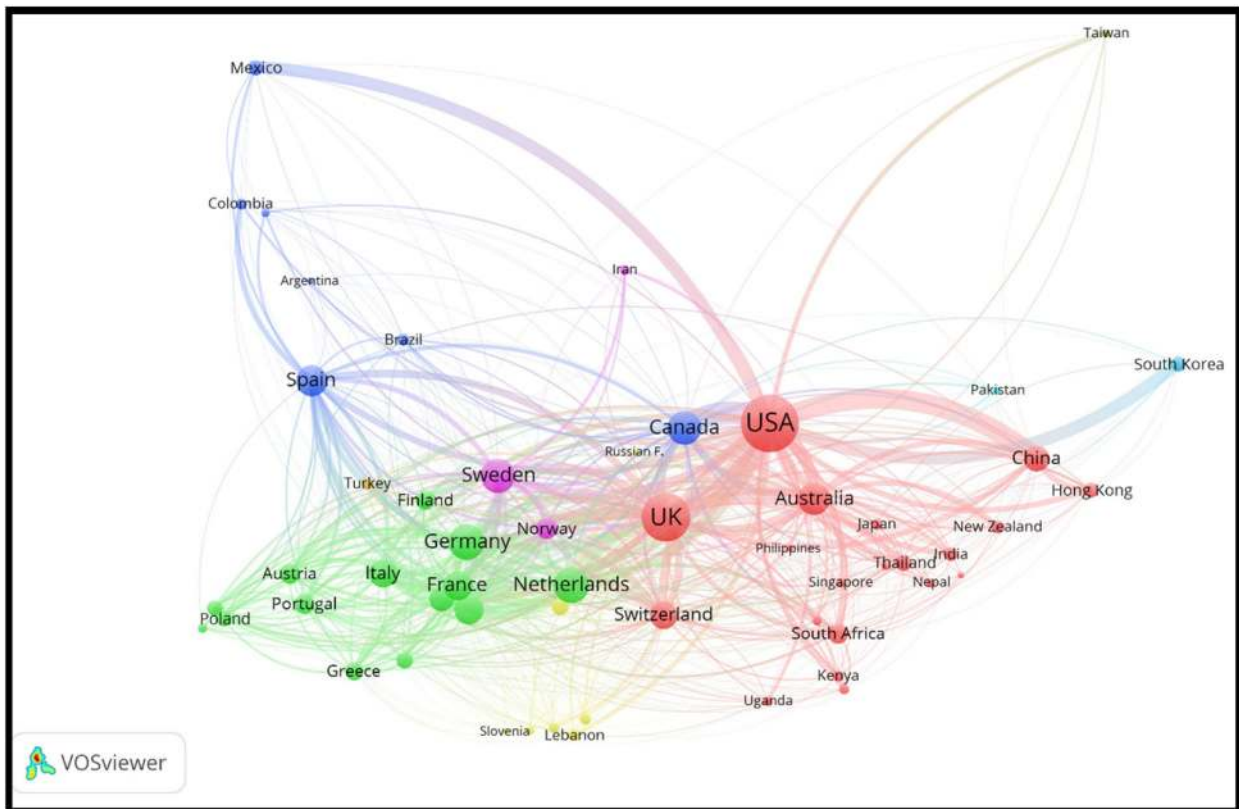 Taiwan
Mexico
Colombia
Iran
Argentina
Brazil
South Korea
Spain
Pakistan
USA
Canada
Russian F.
China
Sweden
Turkey
Hong Kong
Finland
Australia
UK
Norway
Japan
New Zealand
Germany
Philippines
India
Thailand
Austria
Italy
France
Netherlands
Singapore
Nepal
Portugal
Switzerland
Poland
South Africa
Greece
Kenya
Uganda
Slovenia
Lebanon
VOSviewer